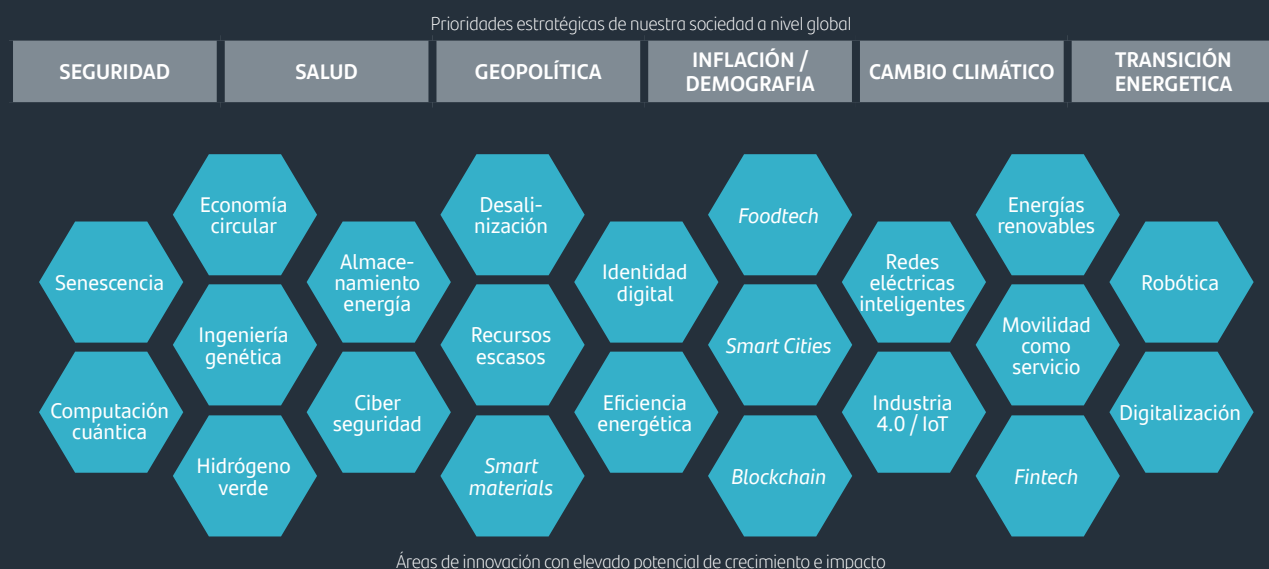 Prioridades estratégicas de nuestra sociedad a nivel global
SEGURIDAD
SALUD
GEOPOLÍTICA
INFLACIÓN /
DEMOGRAFIA
CAMBIO CLIMÁTICO
TRANSICIÓN
ENERGETICA
Senescencia
Computación
cuántica
Economía
circular
Ingeniería
genética
Hidrógeno
verde
Almace-
namiento
energía
Ciber
seguridad
Desali-
nización
Recursos
escasos
Smart
materials
Identidad
digital
Eficiencia
energética
Foodtech
Smart Cities
Blockchain
Redes
eléctricas
inteligentes
Industria
4.0 / IoT
Energías
renovables
Movilidad
como
servicio
Fintech
Robótica
Digitalización
Áreas de innovación con elevado potencial de crecimiento e impacto